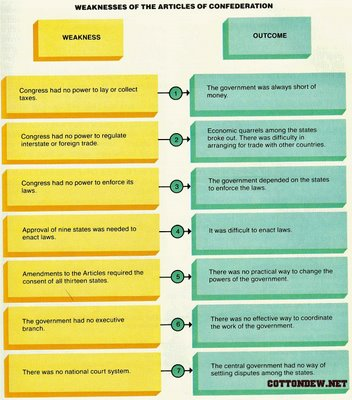 WEAKNESSES OF THE ARTICLES OF CONFEDERATION
WEAKNESS
OUTCOME
Congress had no power to lay or collect
taxes.
1
The government was always short of
money.
Congress had no power to regulate
interstate or foreign trade.
2
Economic quarrels among the states
broke out. There was difficulty in
arranging for trade with other countries.
Congress had no power to enforce its
laws.
3
The government depended on the states
to enforce the laws.
Approval of nine states was needed to
enact laws.
4
It was difficult to enact laws.
Amendments to the Articles required the
consent of all thirteen states.
5
There was no practical way to change the
powers of the government.
The government had no executive
branch.
6
There was no effective way to coordinate
the work of the government.
There was no national court system.
7
The central government had no way of
settling disputes among the states.
COTTONDEW.NET